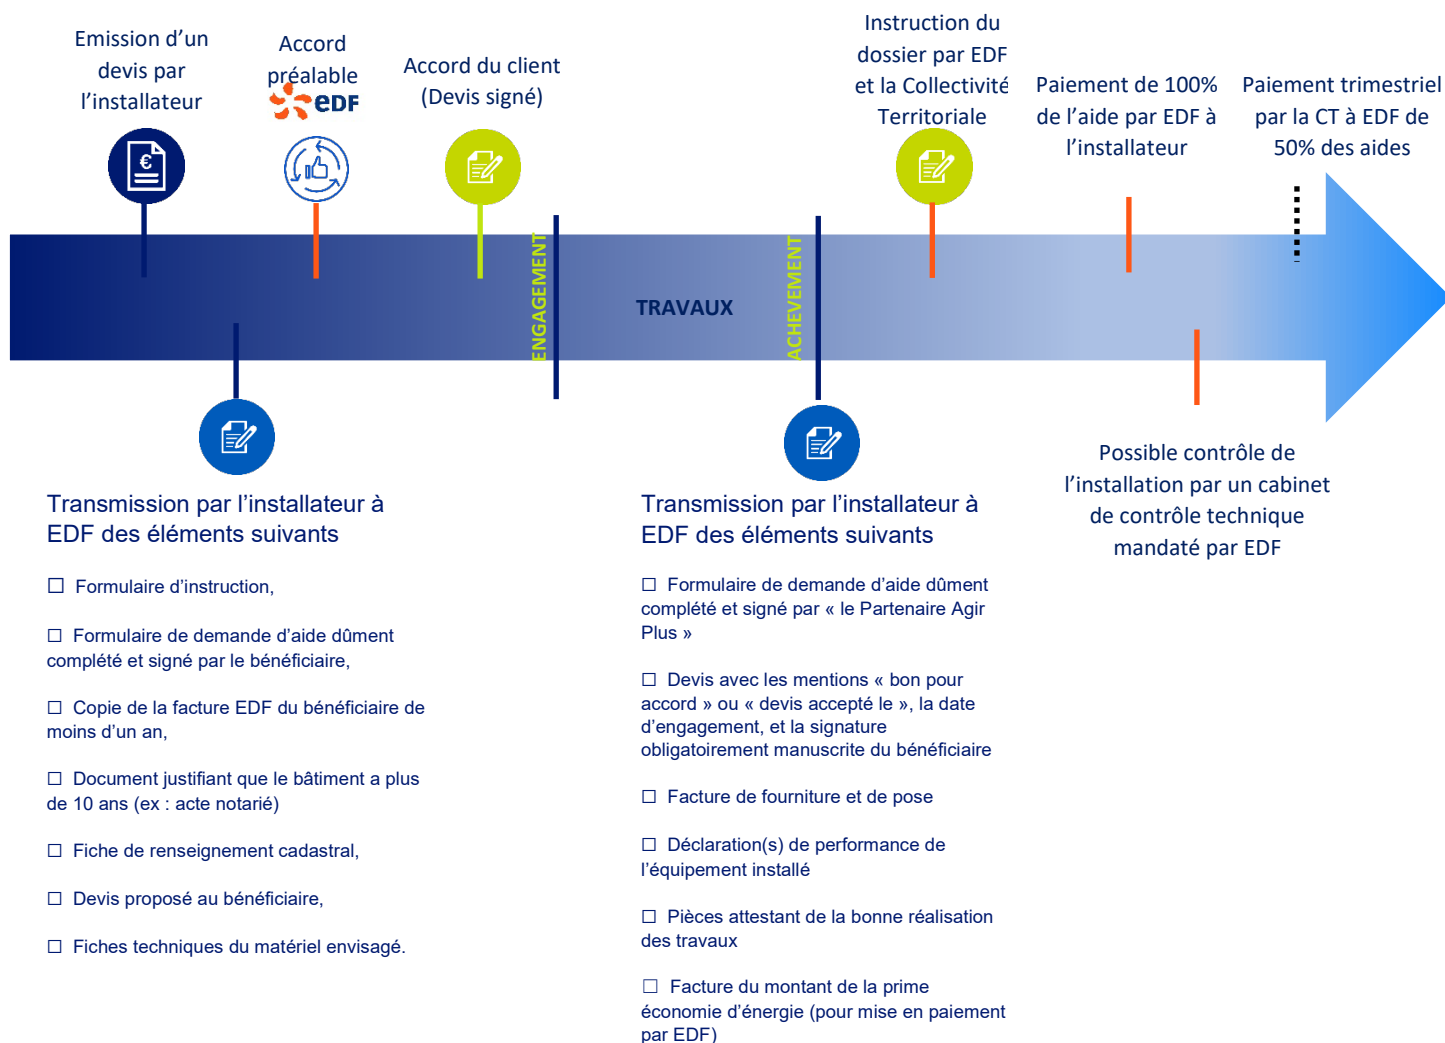 Emission d’un
devis par
l’installateur
Accord
préalable
eDF
Accord du client
(Devis signé)
Instruction du
dossier par EDF
et la Collectivité
Territoriale
Paiement de 100%
de l’aide par EDF à
l’installateur
Paiement trimestriel
par la CT à EDF de
50% des aides
€
ENGAGEMENT
TRAVAUX
ACHEVEMENT
Transmission par l’installateur à
EDF des éléments suivants
☐ Formulaire d’instruction,
☐ Formulaire de demande d’aide dûment
complété et signé par le bénéficiaire,
☐ Copie de la facture EDF du bénéficiaire de
moins d’un an,
☐ Document justifiant que le bâtiment a plus
de 10 ans (ex : acte notarié)
☐ Fiche de renseignement cadastral,
☐ Devis proposé au bénéficiaire,
☐ Fiches techniques du matériel envisagé.
Transmission par l’installateur à
EDF des éléments suivants
☐ Formulaire de demande d’aide dûment
complété et signé par « le Partenaire Agir
Plus »
☐ Devis avec les mentions « bon pour
accord » ou « devis accepté le », la date
d’engagement, et la signature
obligatoirement manuscrite du bénéficiaire
☐ Facture de fourniture et de pose
☐ Déclaration(s) de performance de
l’équipement installé
☐ Pièces attestant de la bonne réalisation
des travaux
☐ Facture du montant de la prime
économie d’énergie (pour mise en paiement
par EDF)
Possible contrôle de
l’installation par un cabinet
de contrôle technique
mandaté par EDF